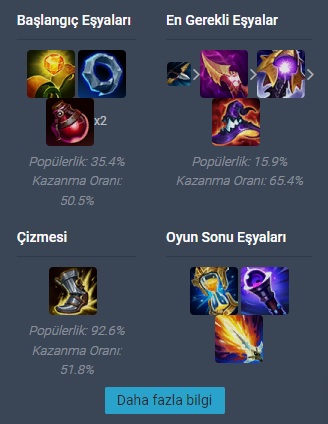 Başlangıç Eşyaları
x2
Popülerlik: 35.4%
Kazanma Oranı:
50.5%
En Gerekli Eşyalar
Popülerlik: 15.9%
Kazanma Oranı: 65.4%
Çizmesi
Popülerlik: 92.6%
Kazanma Oranı:
51.8%
Oyun Sonu Eşyaları
Daha fazla bilgi